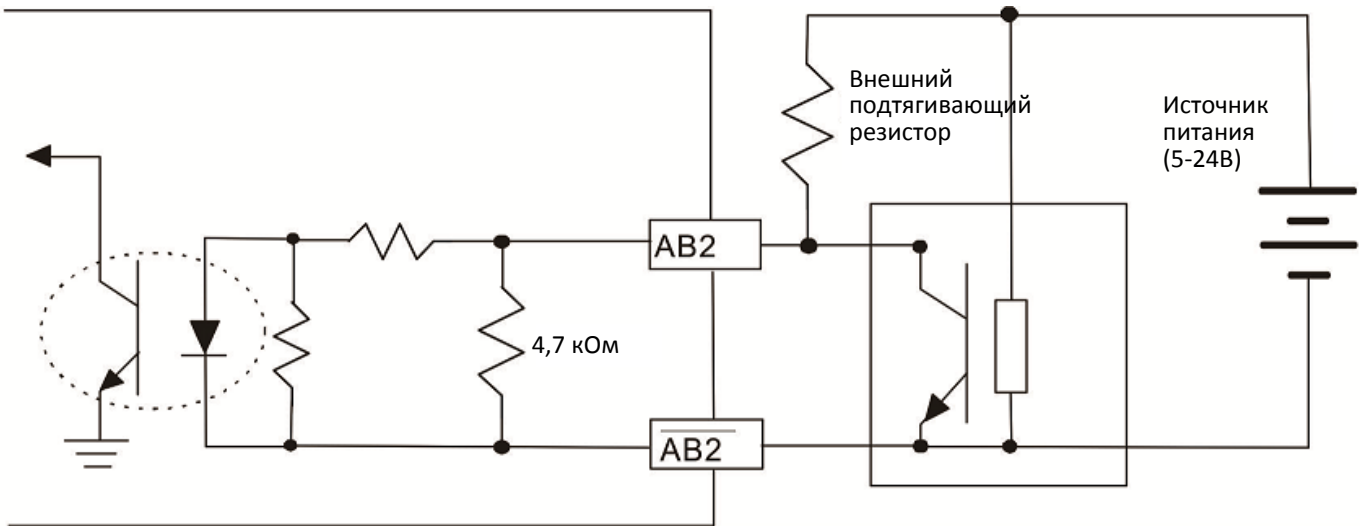 Внешний
подтягивающий
резистор
Источник
питания
(5-24В)
AB2
4,7 кОм
AB2